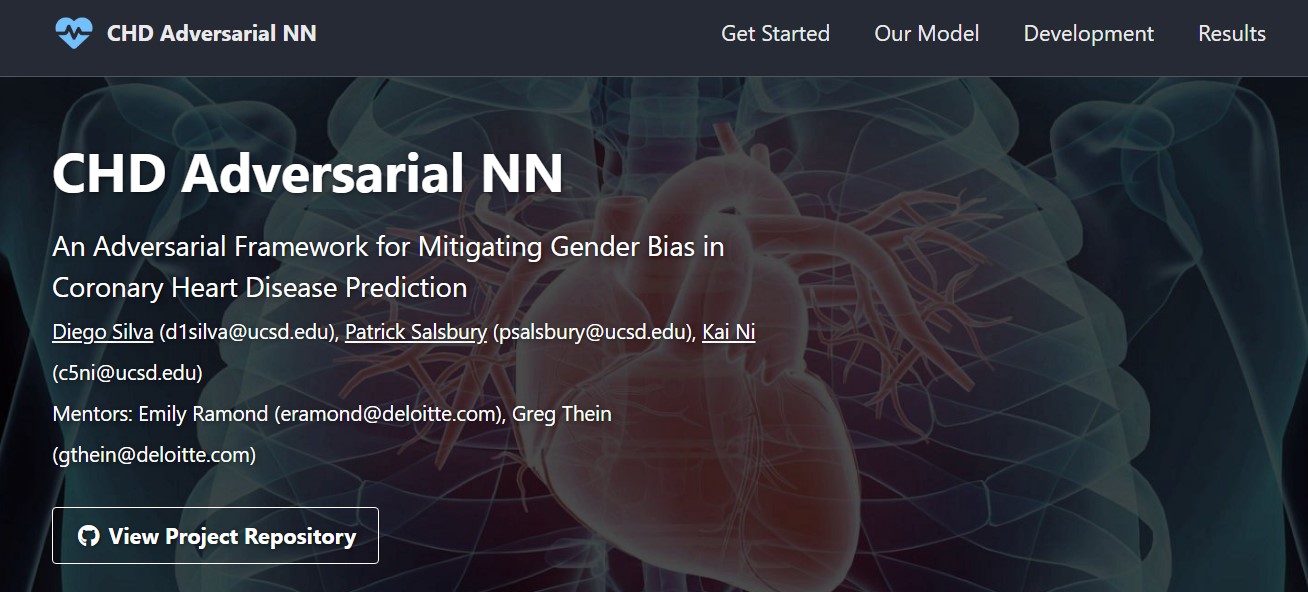 CHD Adversarial NN
Get Started
Our Model
Development
Results
CHD Adversarial NN
An Adversarial Framework for Mitigating Gender Bias in
Coronary Heart Disease Prediction
Diego Silva (d1silva@ucsd.edu), Patrick Salsbury (psalsbury@ucsd.edu), Kai Ni
(c5ni@ucsd.edu)
Mentors: Emily Ramond (eramond@deloitte.com), Greg Thein
(gthein@deloitte.com)
View Project Repository